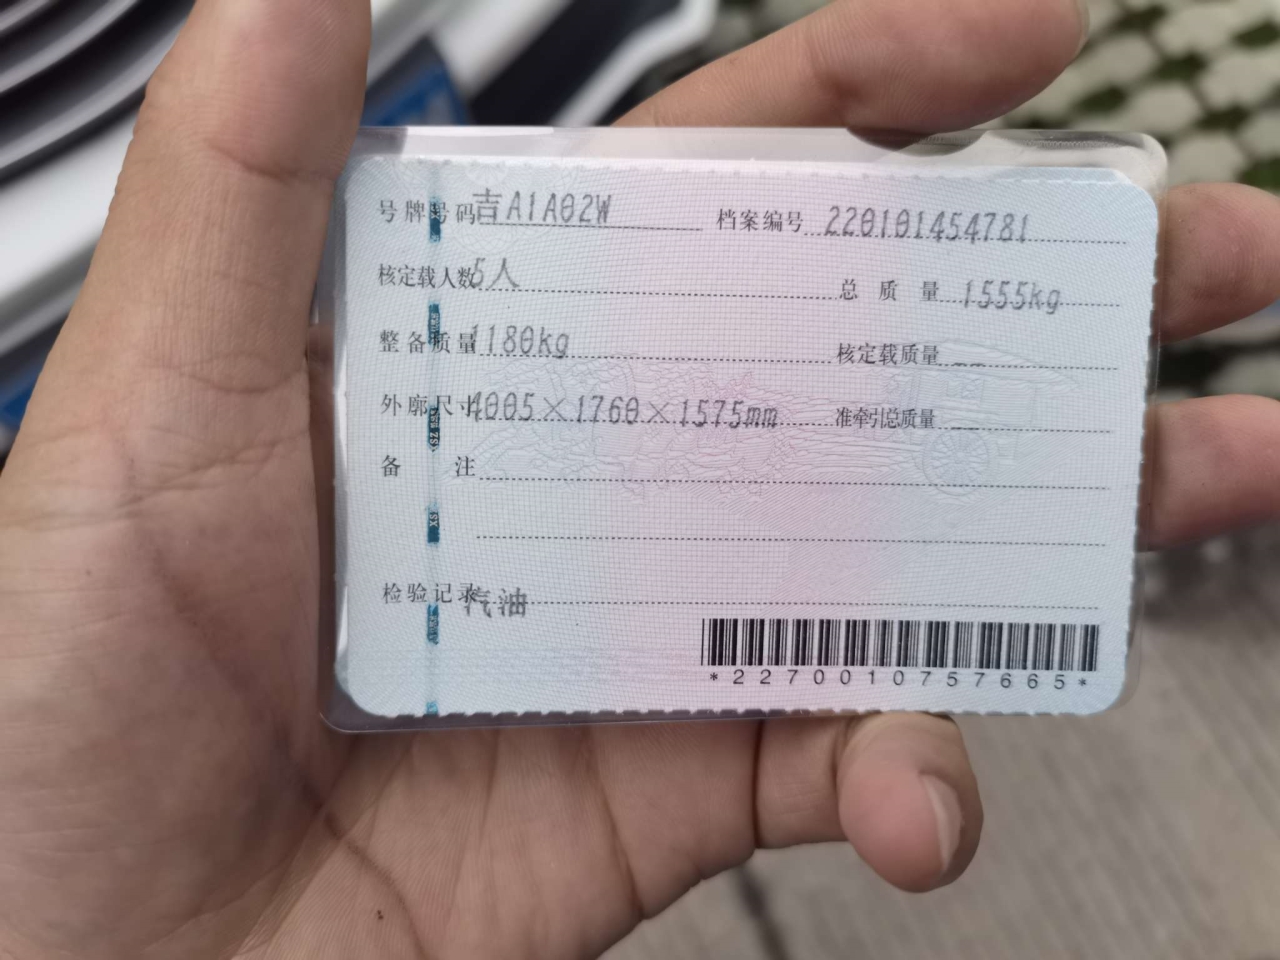 号牌号码 吉A1A02W 档案编号 220101454781
核定载人数 5人 总质量 1555kg
整备质量 1180kg 核定载质量 --
外廓尺寸 4005×1760×1575mm 准牵引总质量
备注
检验记录 汽油
*2270010757665*